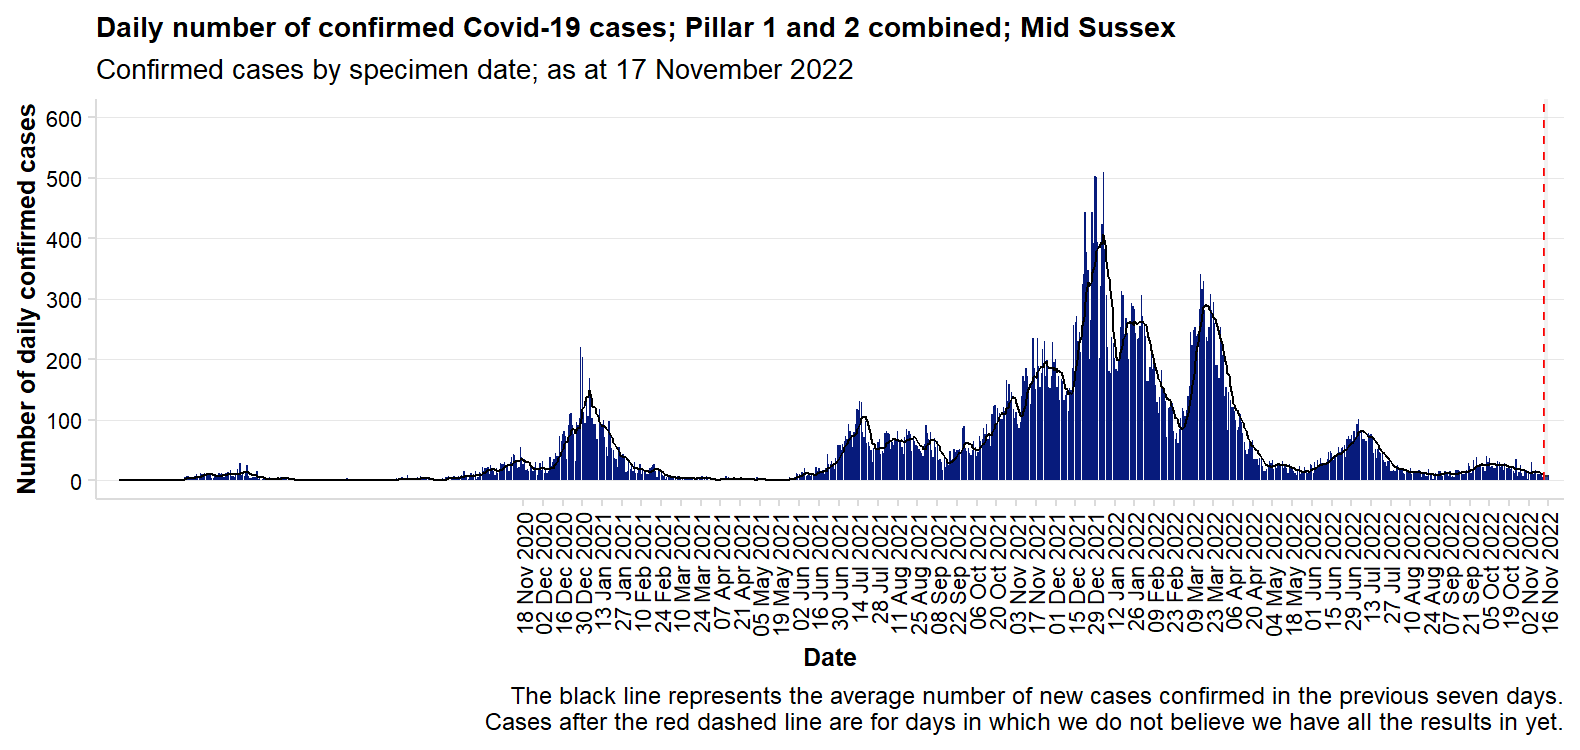 Daily number of confirmed Covid-19 cases; Pillar 1 and 2 combined; Mid Sussex
Confirmed cases by specimen date; as at 17 November 2022
Number of daily confirmed cases
600
500
400
300
200
100
0
18 Nov 2020
02 Dec 2020
16 Dec 2020
30 Dec 2020
13 Jan 2021
27 Jan 2021
10 Feb 2021
24 Feb 2021
10 Mar 2021
24 Mar 2021
07 Apr 2021
21 Apr 2021
05 May 2021
19 May 2021
02 Jun 2021
16 Jun 2021
30 Jun 2021
14 Jul 2021
28 Jul 2021
11 Aug 2021
25 Aug 2021
08 Sep 2021
22 Sep 2021
06 Oct 2021
20 Oct 2021
03 Nov 2021
17 Nov 2021
01 Dec 2021
15 Dec 2021
29 Dec 2021
12 Jan 2022
26 Jan 2022
09 Feb 2022
23 Feb 2022
09 Mar 2022
23 Mar 2022
06 Apr 2022
20 Apr 2022
04 May 2022
18 May 2022
01 Jun 2022
15 Jun 2022
29 Jun 2022
13 Jul 2022
27 Jul 2022
10 Aug 2022
24 Aug 2022
07 Sep 2022
21 Sep 2022
05 Oct 2022
19 Oct 2022
02 Nov 2022
16 Nov 2022
Date
The black line represents the average number of new cases confirmed in the previous seven days.
Cases after the red dashed line are for days in which we do not believe we have all the results in yet.